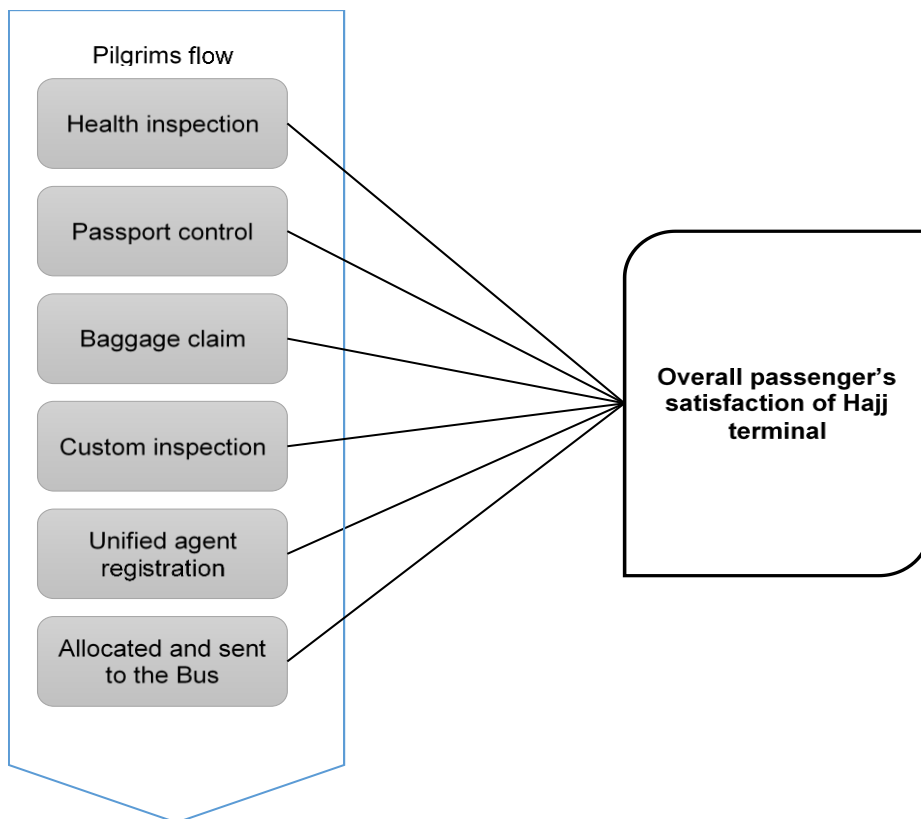 Pilgrims flow
Health inspection
Passport control
Baggage claim
Custom inspection
Unified agent
registration
Allocated and sent
to the Bus
Overall passenger’s
satisfaction of Hajj
terminal